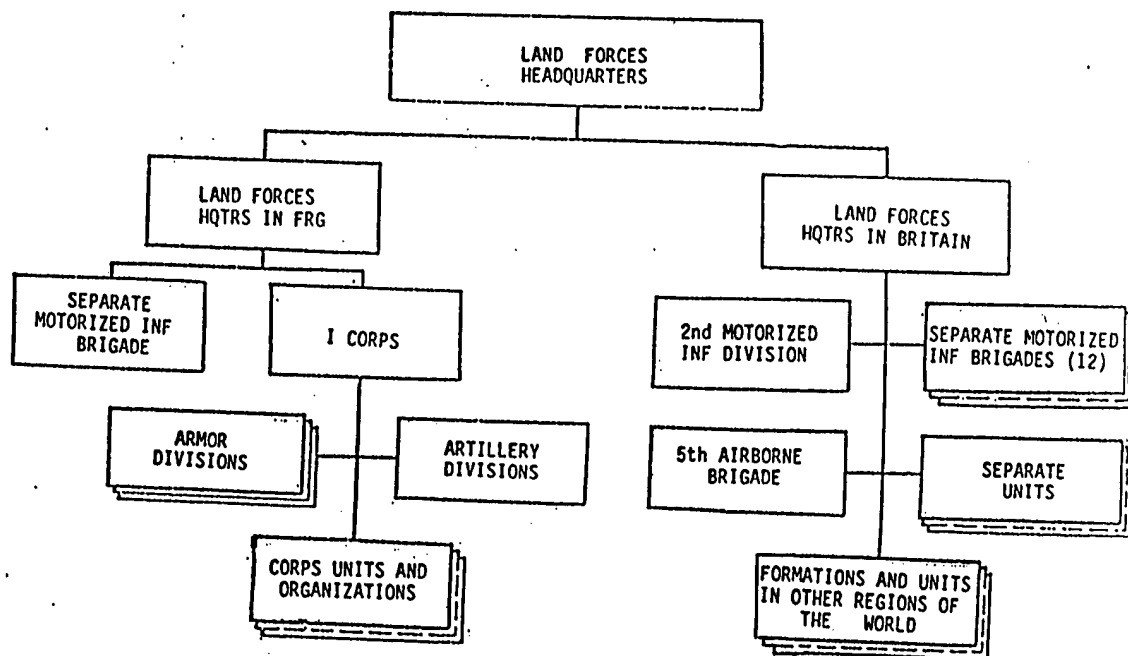 LAND FORCES
HEADQUARTERS
LAND FORCES
HQTRS IN FRG
LAND FORCES
HQTRS IN BRITAIN
SEPARATE
MOTORIZED INF
BRIGADE
I CORPS
2nd MOTORIZED
INF DIVISION
SEPARATE MOTORIZED
INF BRIGADES (12)
ARMOR
DIVISIONS
ARTILLERY
DIVISIONS
5th AIRBORNE
BRIGADE
SEPARATE
UNITS
CORPS UNITS AND
ORGANIZATIONS
FORMATIONS AND UNITS
IN OTHER REGIONS OF
THE WORLD